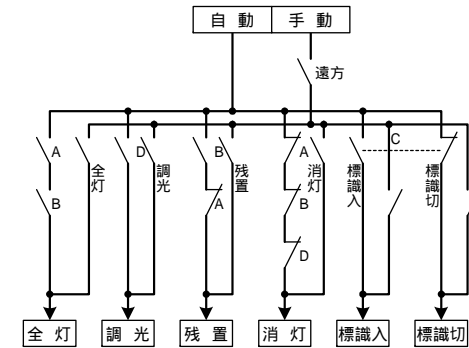 自動 手動
遠方
A 全灯 D 調光 B 残置 A 消灯 標識入 C 標識切
B A B
D
全灯 調光 残置 消灯 標識入 標識切